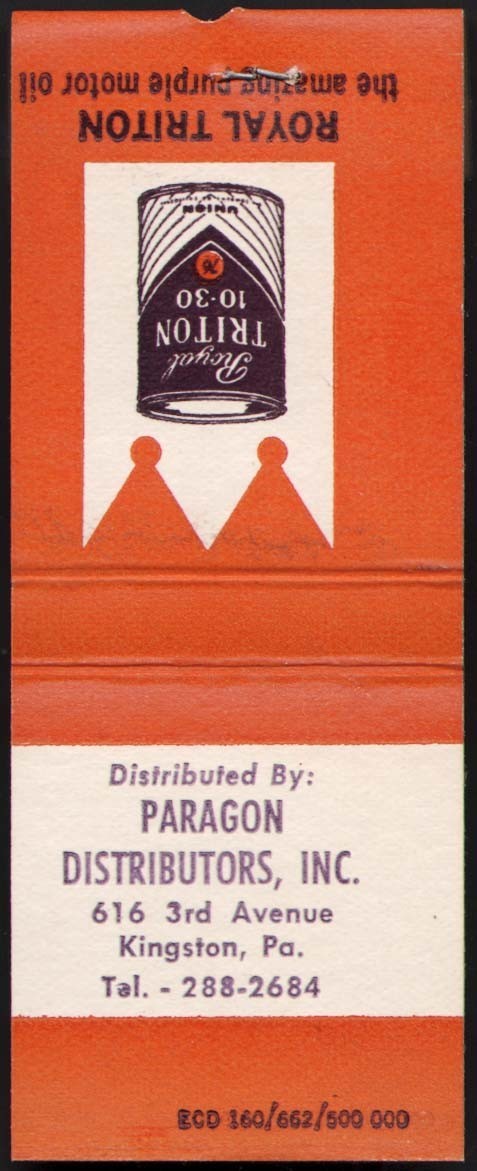 ROYAL TRITON
the amazing purple motor oil
Royal
TRITON
10-30
76
UNION
Distributed By:
PARAGON
DISTRIBUTORS, INC.
616 3rd Avenue
Kingston, Pa.
Tel. - 288-2684
ECD 160/662/500 000